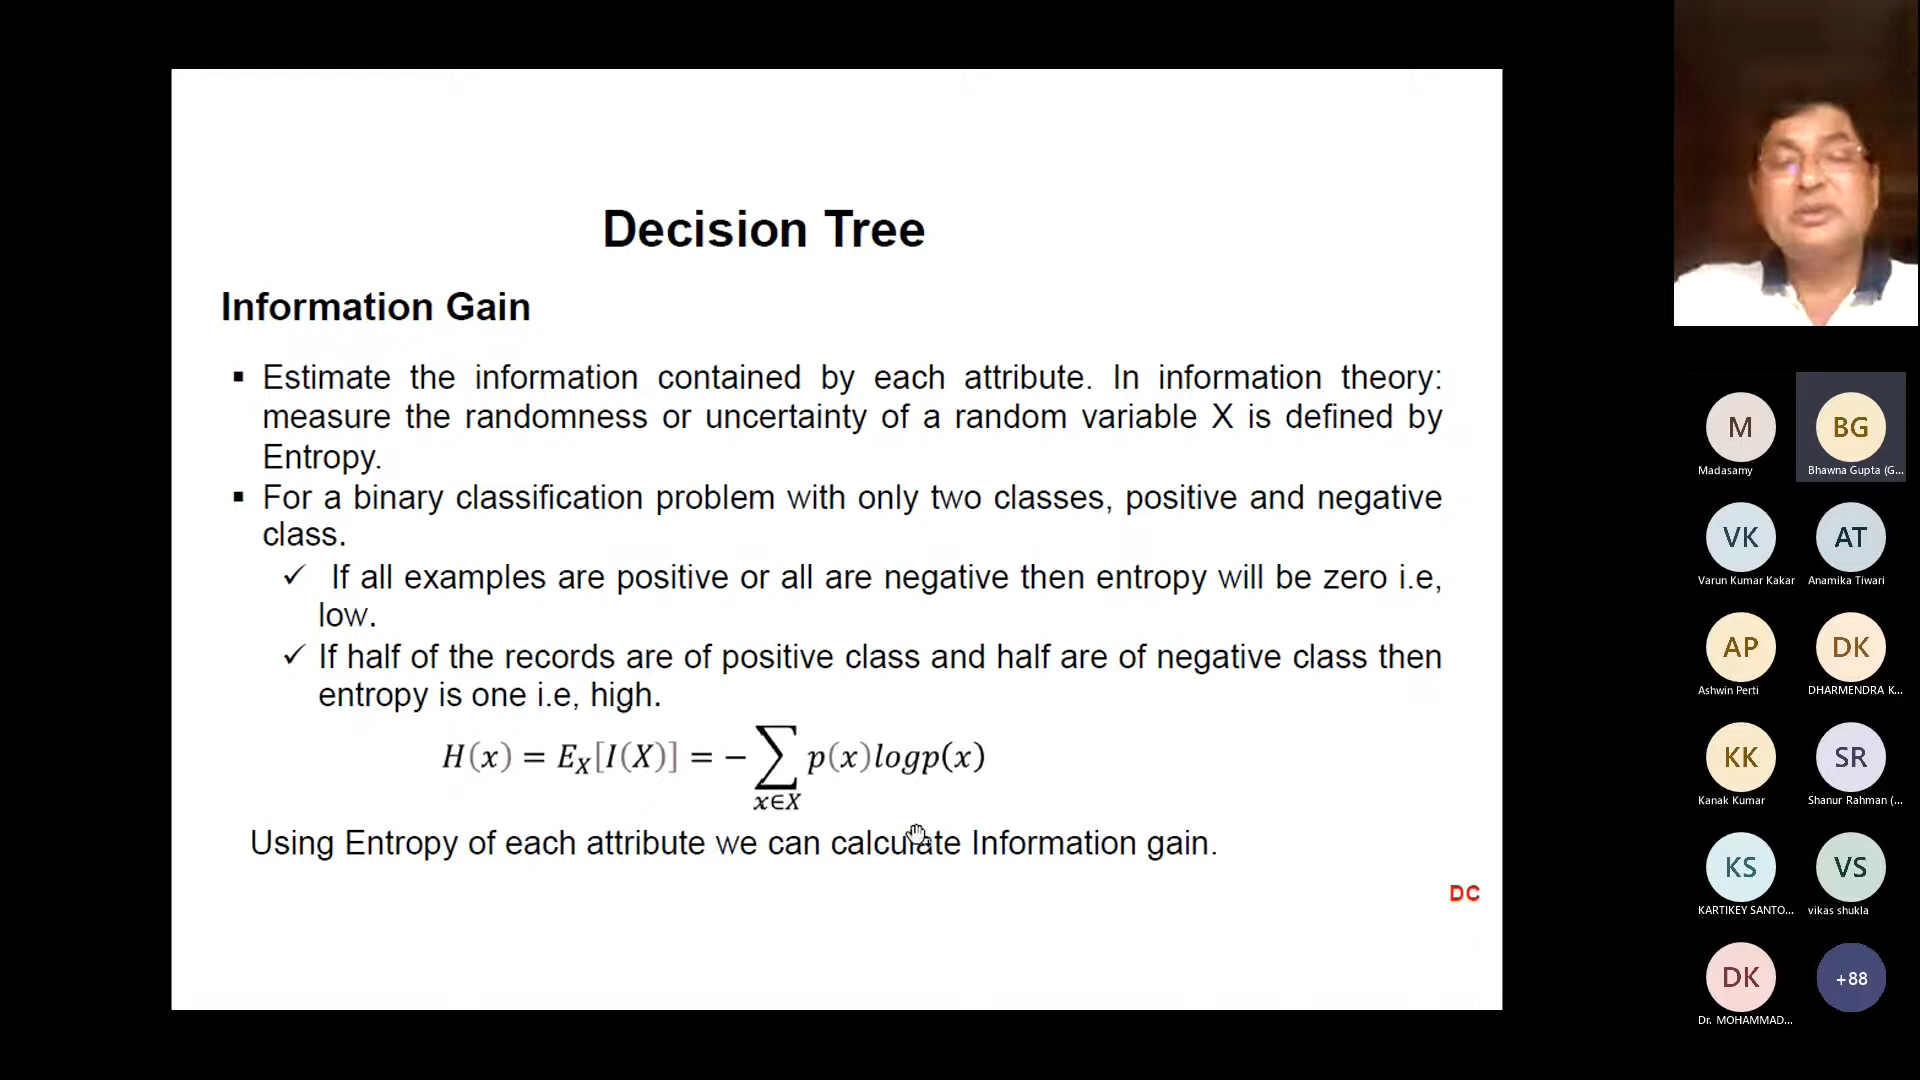 Decision Tree
Information Gain
▪ Estimate the information contained by each attribute. In information theory:
measure the randomness or uncertainty of a random variable X is defined by
Entropy.
▪ For a binary classification problem with only two classes, positive and negative
class.
✓ If all examples are positive or all are negative then entropy will be zero i.e,
low.
✓ If half of the records are of positive class and half are of negative class then
entropy is one i.e, high.
H(x) = E_X[I(X)] = − ∑_{x∈X} p(x)logp(x)
Using Entropy of each attribute we can calculate Information gain.
DC
M
Madasamy
BG
Bhawna Gupta (G...
VK
Varun Kumar Kakar
AT
Anamika Tiwari
AP
Ashwin Perti
DK
DHARMENDRA K...
KK
Kanak Kumar
SR
Shanur Rahman (...
KS
KARTIKEY SANTO...
VS
vikas shukla
DK
Dr. MOHAMMAD...
+88